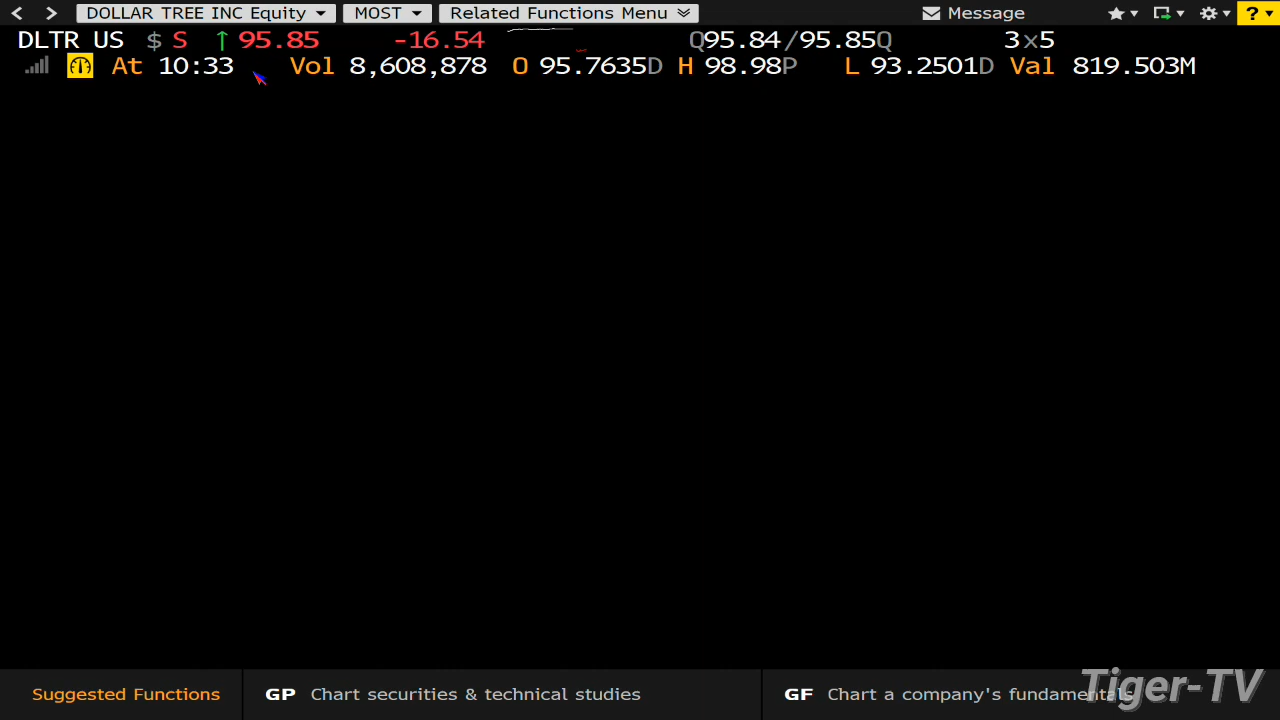 DOLLAR TREE INC Equity MOST Related Functions Menu Message ?
DLTR US $ S ↑ 95.85 -16.54 Q95.84/95.85Q 3x5
At 10:33 Vol 8,608,878 O 95.7635D H 98.98P L 93.2501D Val 819.503M
Suggested Functions GP Chart securities & technical studies GF Chart a company's fundamentals
Tiger-TV